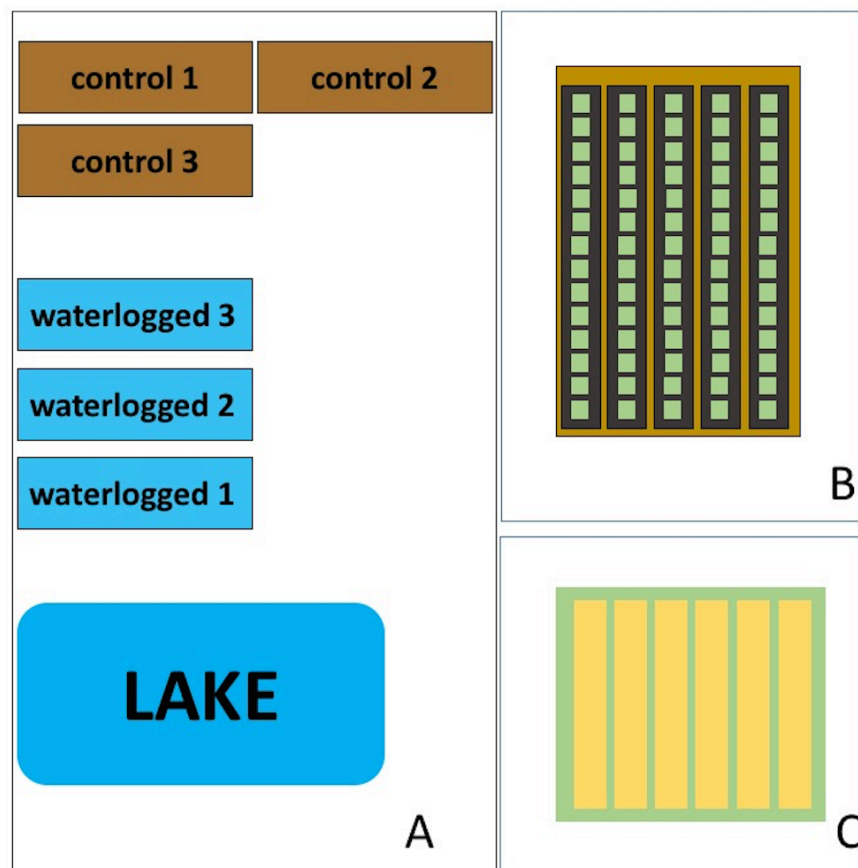 control 1
control 2
control 3
waterlogged 3
waterlogged 2
waterlogged 1
LAKE
A
B
C